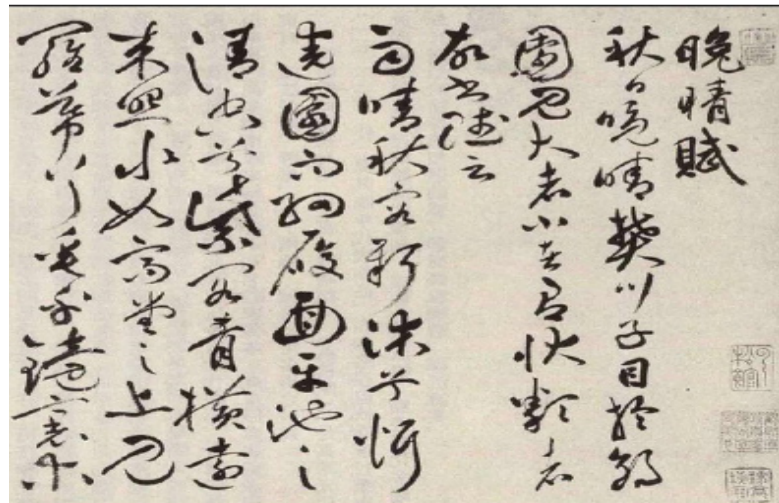 晚晴賦
秋日晚晴樊川子目於郊
園見大者小者有狀類者
故書賦云
雨晴秋容新沐兮忻
遶園而細履面平池之
清空兮紫閣青橫遠
來照水如高堂之上見
羅幕兮垂乎鏡裏木